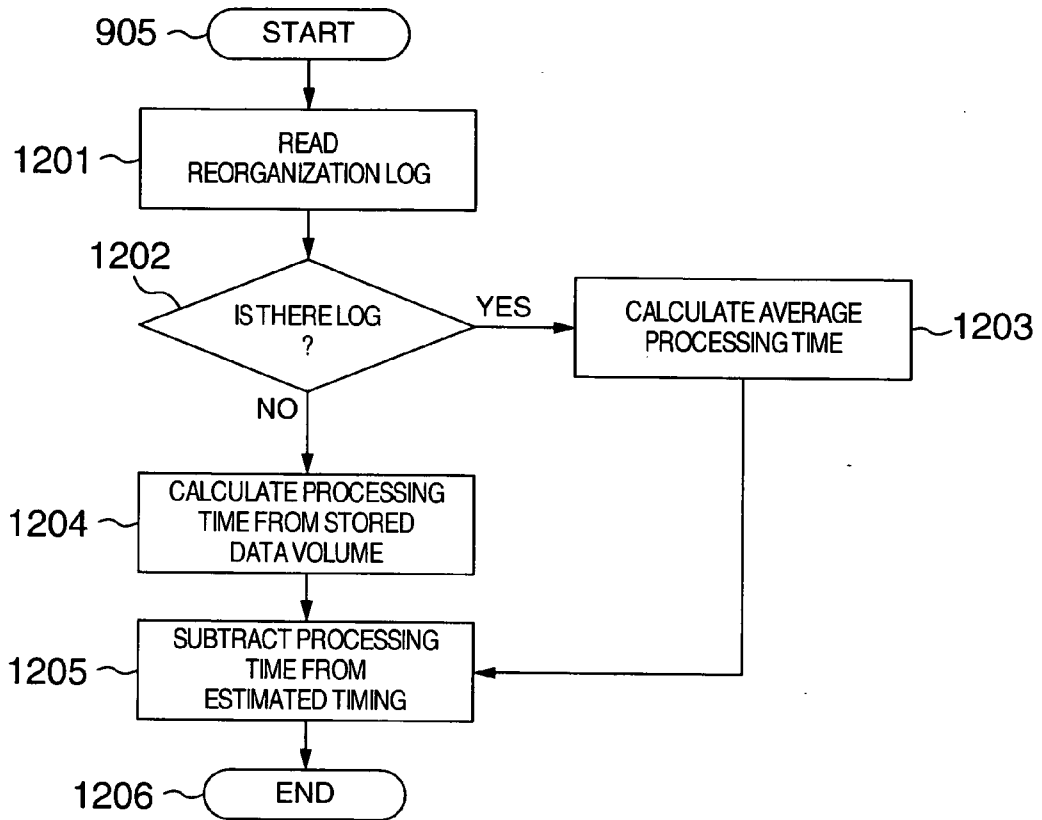 905
START
1201
READ
REORGANIZATION LOG
1202
IS THERE LOG
?
YES
CALCULATE AVERAGE
PROCESSING TIME
1203
NO
1204
CALCULATE PROCESSING
TIME FROM STORED
DATA VOLUME
1205
SUBTRACT PROCESSING
TIME FROM
ESTIMATED TIMING
1206
END